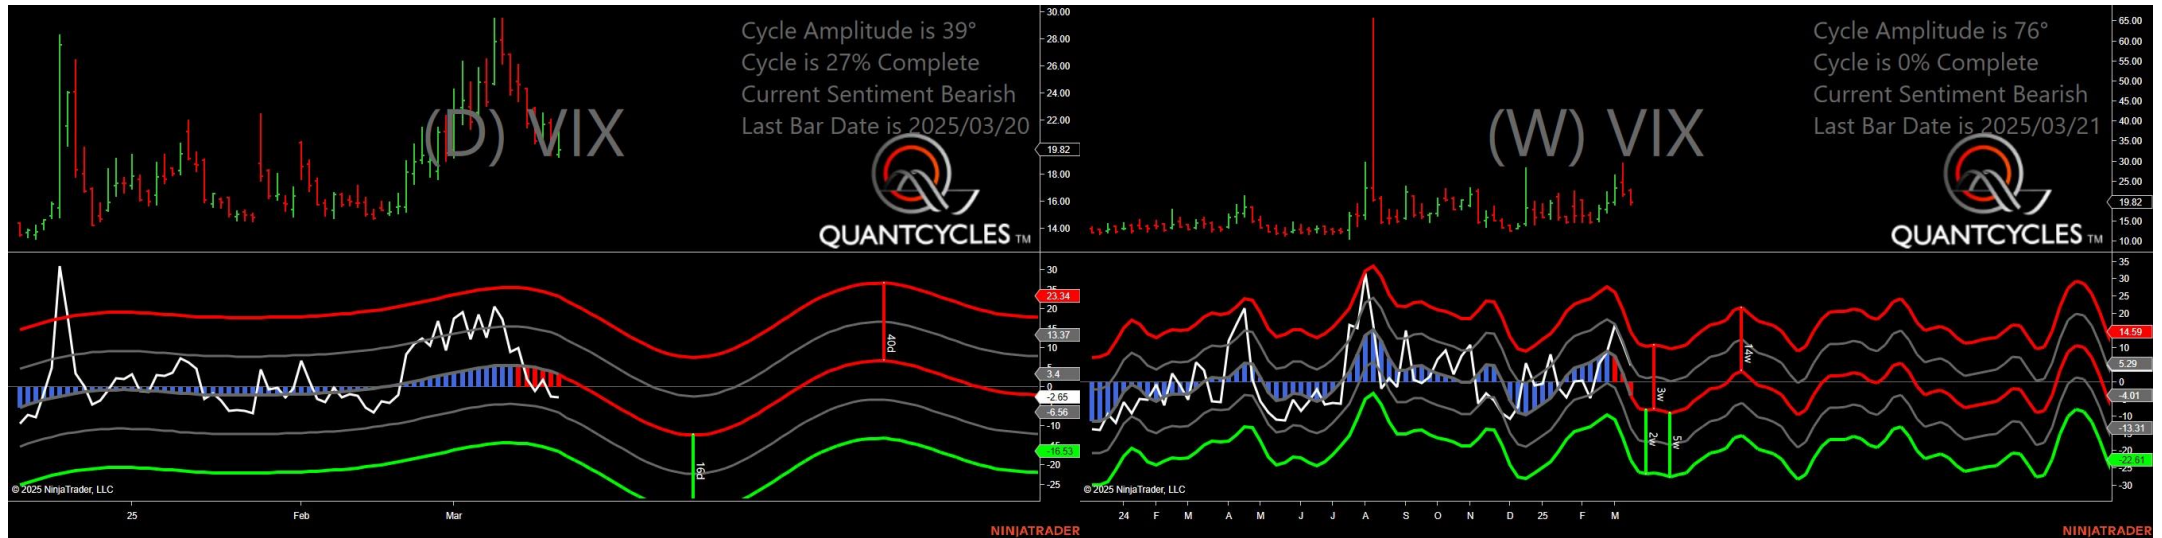 Cycle Amplitude is 39°
Cycle is 27% Complete
Current Sentiment Bearish
Last Bar Date is 2025/03/20
(D) VIX
QUANTCYCLES TM
30.00
28.00
26.00
24.00
22.00
19.82
18.00
16.00
14.00
30
23.34
20
13.37
10
3.4
0
-2.65
-6.56
-10
-16.53
-20
-25
40d
16d
© 2025 NinjaTrader, LLC
25 Feb Mar
NINJATRADER
Cycle Amplitude is 76°
Cycle is 0% Complete
Current Sentiment Bearish
Last Bar Date is 2025/03/21
(W) VIX
QUANTCYCLES TM
65.00
60.00
55.00
50.00
45.00
40.00
35.00
30.00
25.00
19.82
15.00
10.00
35
30
25
20
14.59
10
5.29
0
-4.01
-10
-13.31
-22.61
-30
3w
14w
2w
5w
© 2025 NinjaTrader, LLC
24 F M A M J J A S O N D 25 F M
NINJATRADER